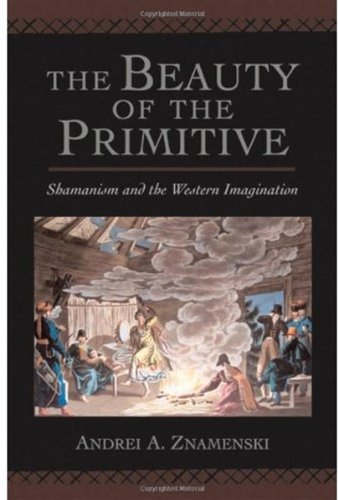 THE BEAUTY
OF THE
PRIMITIVE
Shamanism and the Western Imagination
ANDREI A. ZNAMENSKI